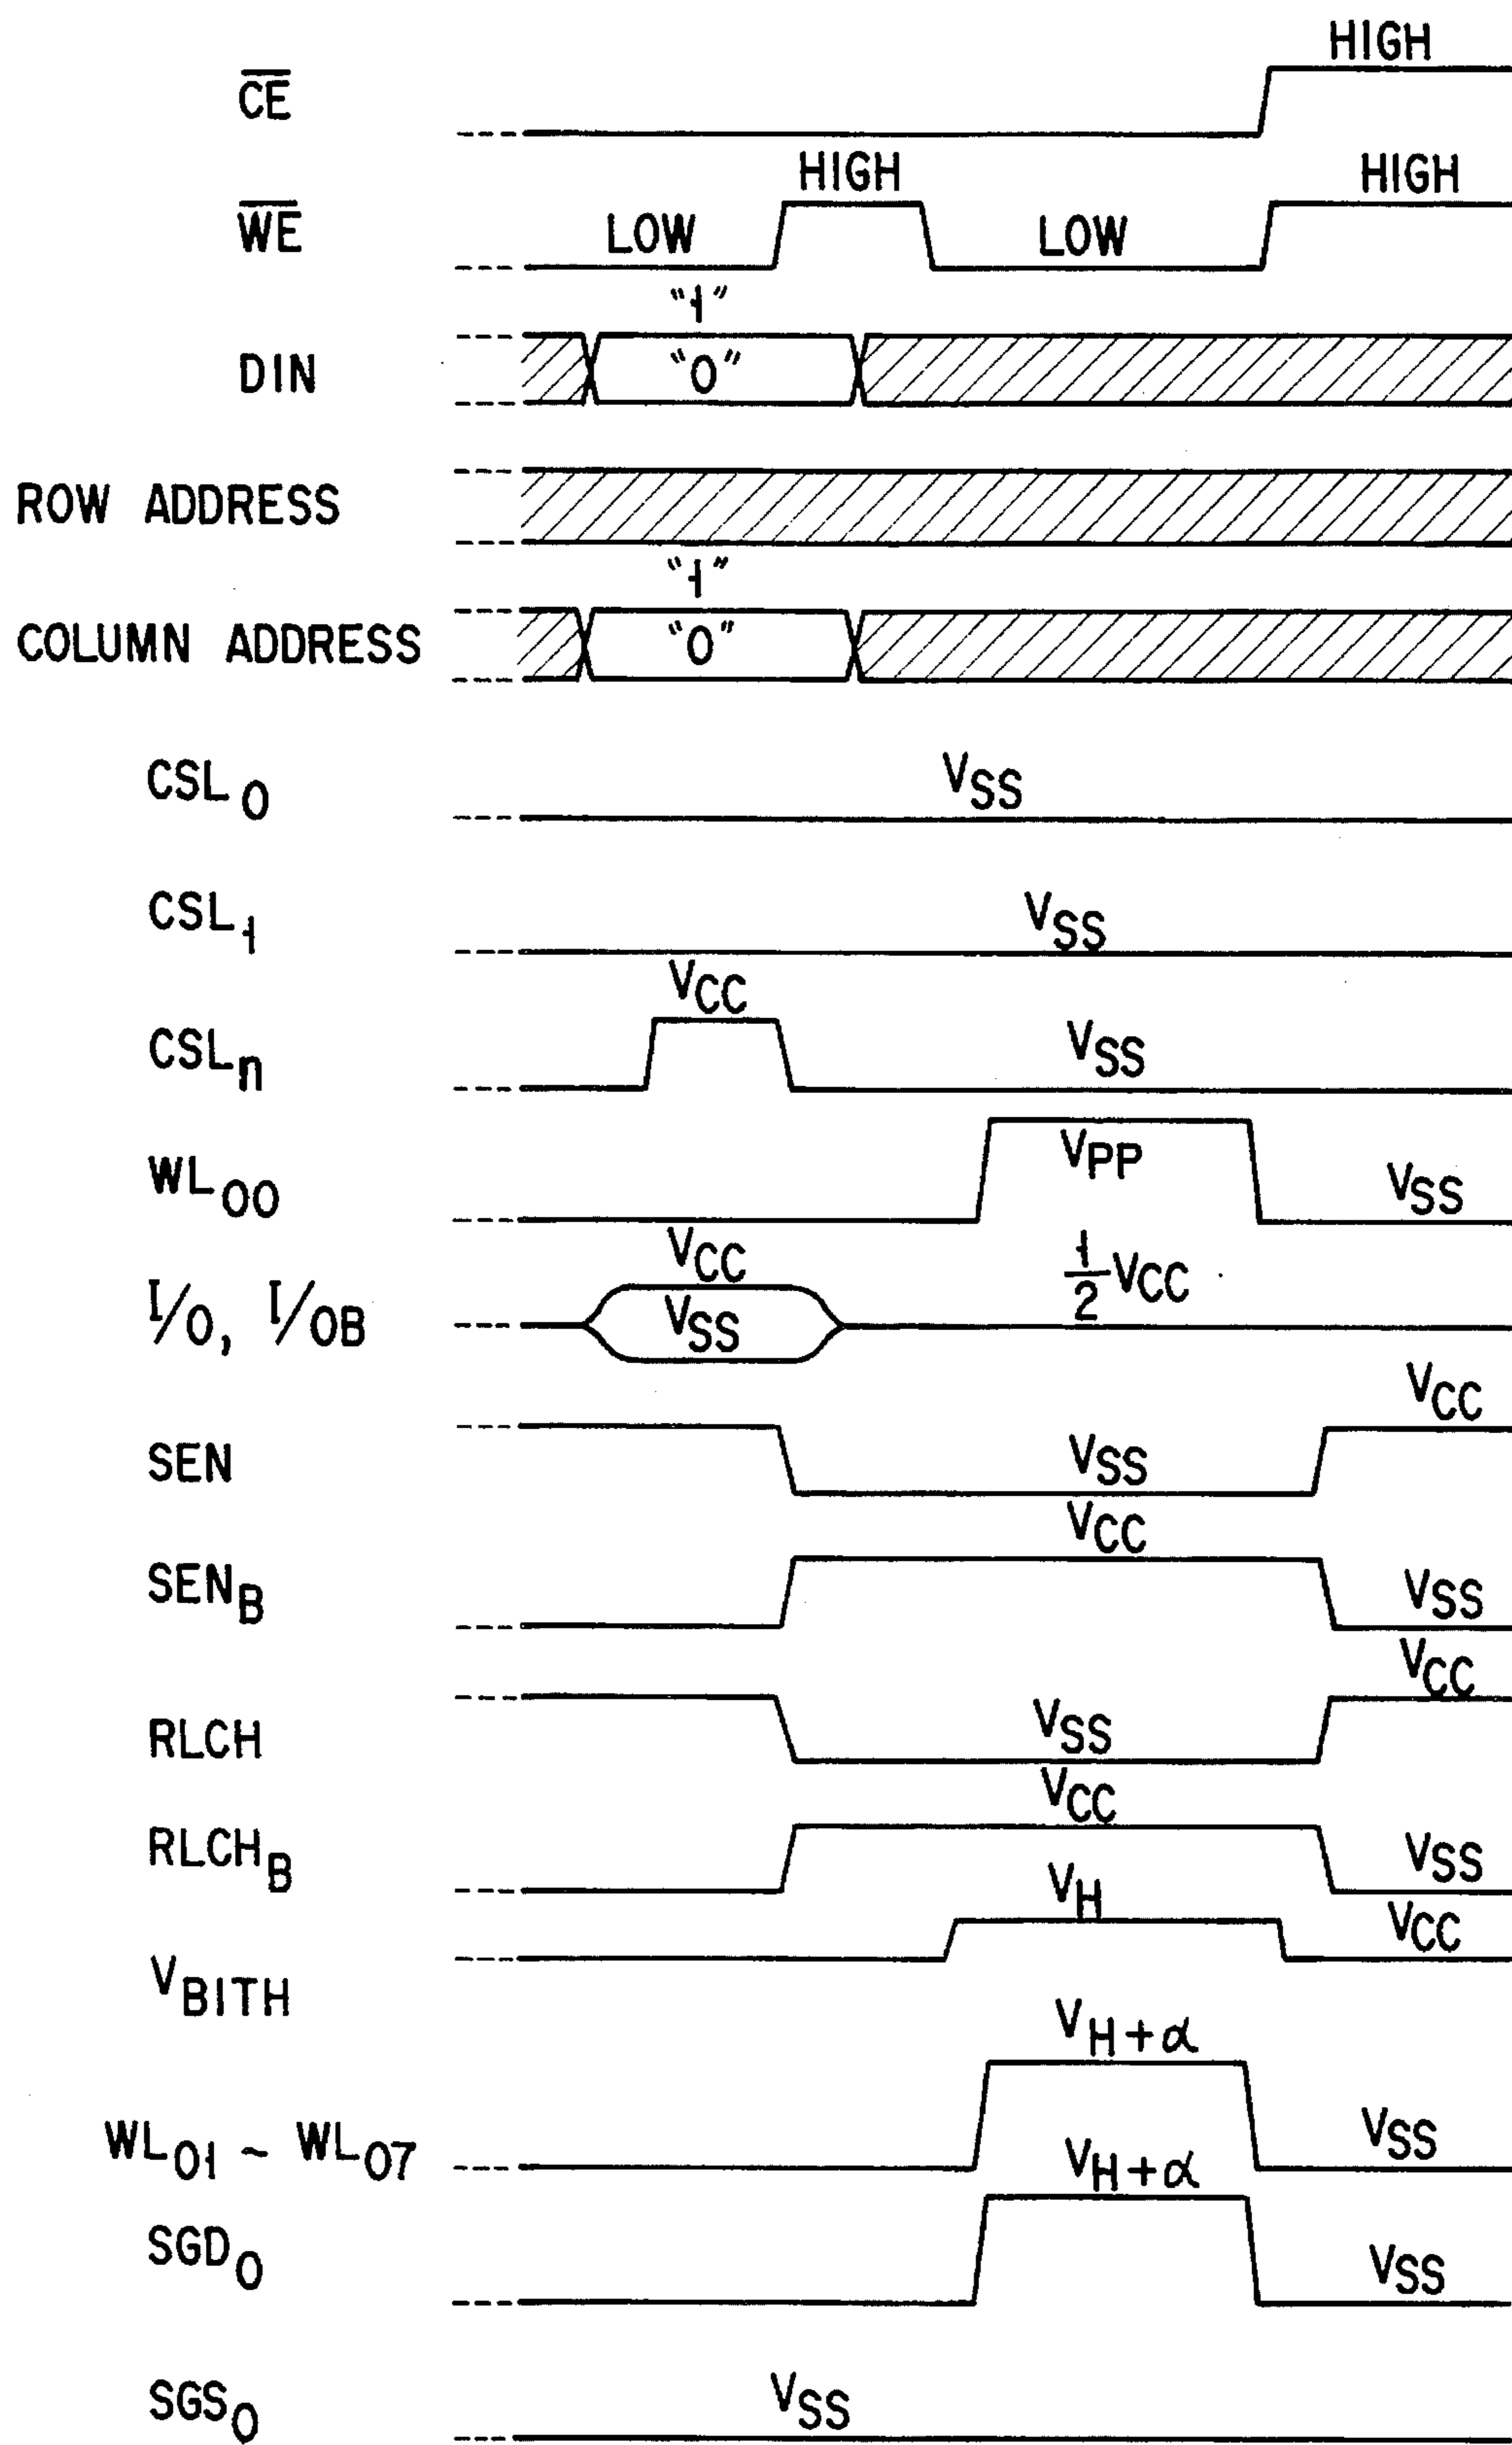 HIGH
CE
HIGH HIGH
WE LOW LOW
"1"
DIN "0"
ROW ADDRESS
"1"
COLUMN ADDRESS "0"
CSL0 VSS
CSL1 VSS
VCC
CSLn VSS
WL00 VPP VSS
VCC 1/2 VCC
I/O, I/OB VSS
VCC
SEN VSS
VCC
SENB VSS
VCC
RLCH VSS
VCC
RLCHB VSS
VH VCC
VBITH
VH+α
WL01 ~ WL07 VSS
VH+α
SGD0 VSS
SGS0 VSS